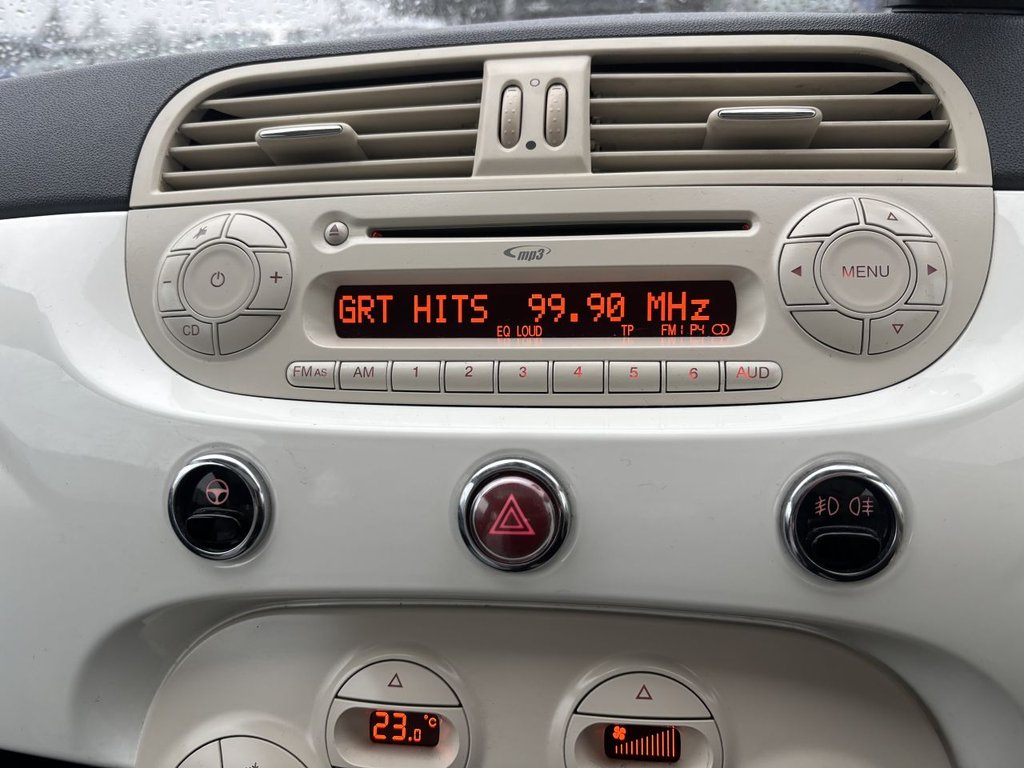 mp3
GRT HITS 99.90 MHz
EQ LOUD TP FM1 P4
MENU
CD
FM AS AM 1 2 3 4 5 6 AUD
23.0 °C